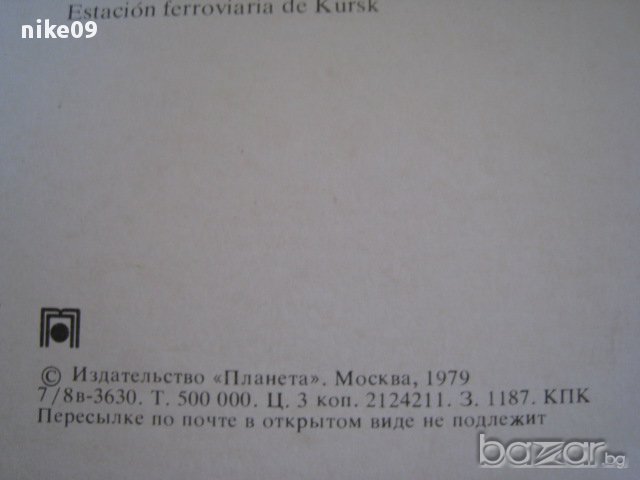 Estación ferroviaria de Kursk
nike09
© Издательство «Планета». Москва, 1979
7/8в-3630. Т. 500 000. Ц. 3 коп. 2124211. З. 1187. КПК
Пересылке по почте в открытом виде не подлежит
bazar.bg